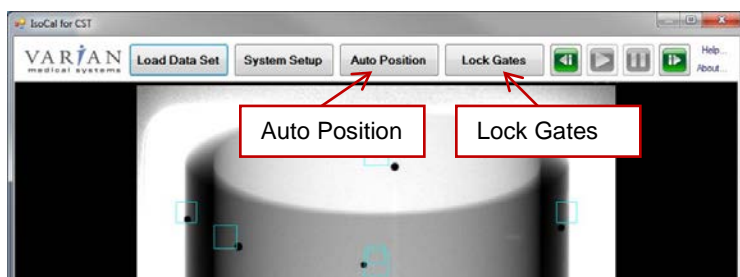 IsoCal for CST
VARIAN
medical systems
Load Data Set
System Setup
Auto Position
Lock Gates
Help...
About...
Auto Position
Lock Gates